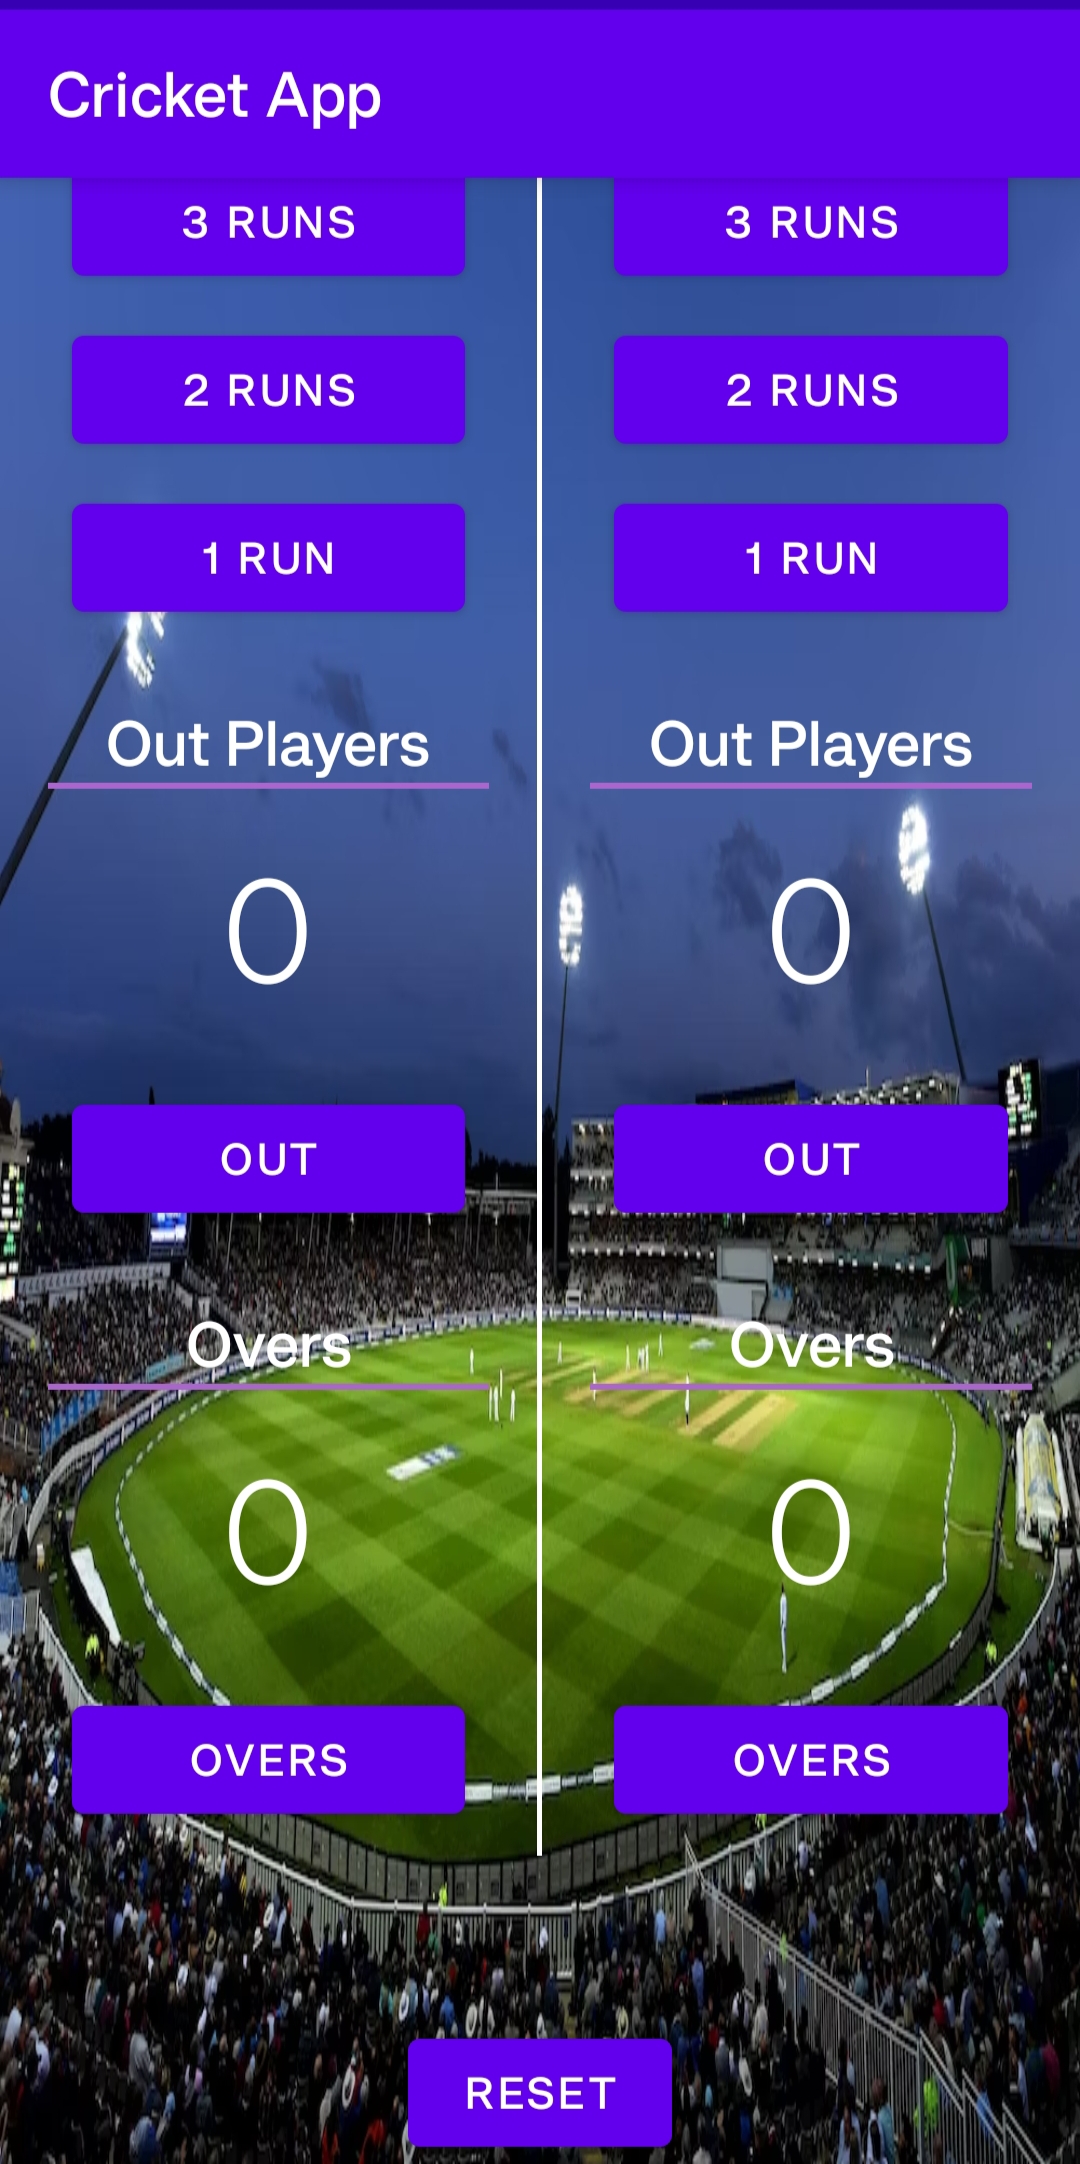 Cricket App
3 RUNS 3 RUNS
2 RUNS 2 RUNS
1 RUN 1 RUN
Out Players Out Players
0 0
OUT OUT
Overs Overs
0 0
OVERS OVERS
RESET